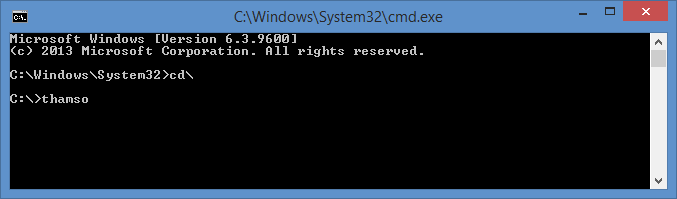 C:\Windows\System32\cmd.exe
Microsoft Windows [Version 6.3.9600]
(c) 2013 Microsoft Corporation. All rights reserved.
C:\Windows\System32>cd\
C:\>thamso